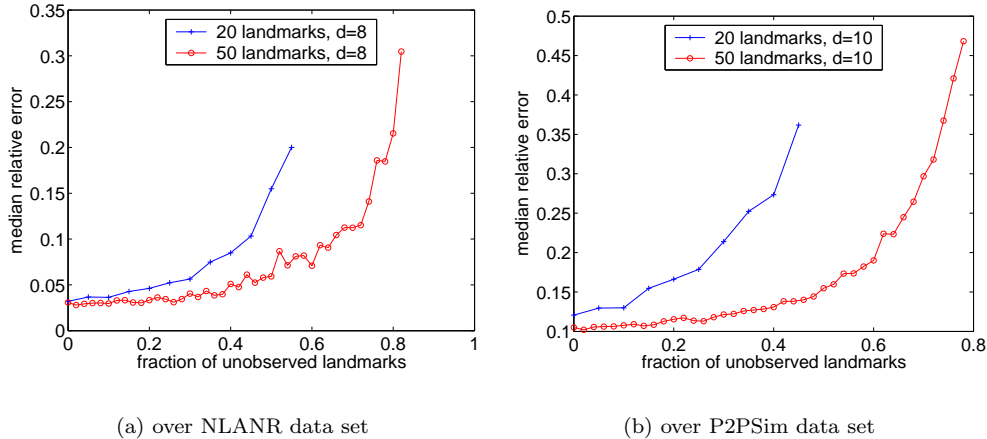 0.35
0.3
0.25
0.2
0.15
0.1
0.05
0
median relative error
20 landmarks, d=8
50 landmarks, d=8
0 0.2 0.4 0.6 0.8 1
fraction of unobserved landmarks
(a) over NLANR data set
0.5
0.45
0.4
0.35
0.3
0.25
0.2
0.15
0.1
median relative error
20 landmarks, d=10
50 landmarks, d=10
0 0.2 0.4 0.6 0.8
fraction of unobserved landmarks
(b) over P2PSim data set